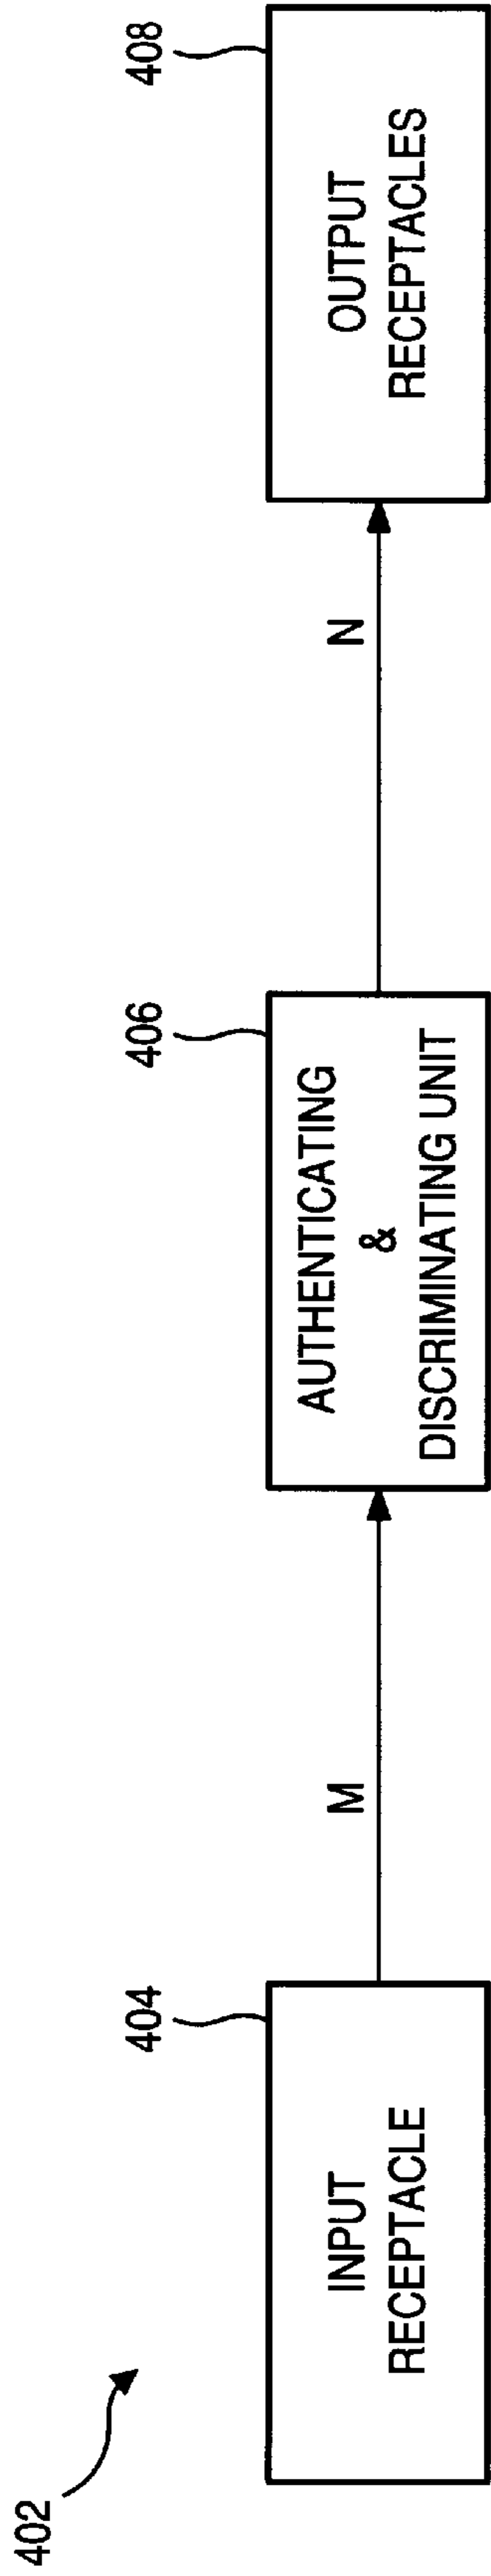 402
404
INPUT
RECEPTACLE
M
406
AUTHENTICATING
&
DISCRIMINATING UNIT
N
408
OUTPUT
RECEPTACLES